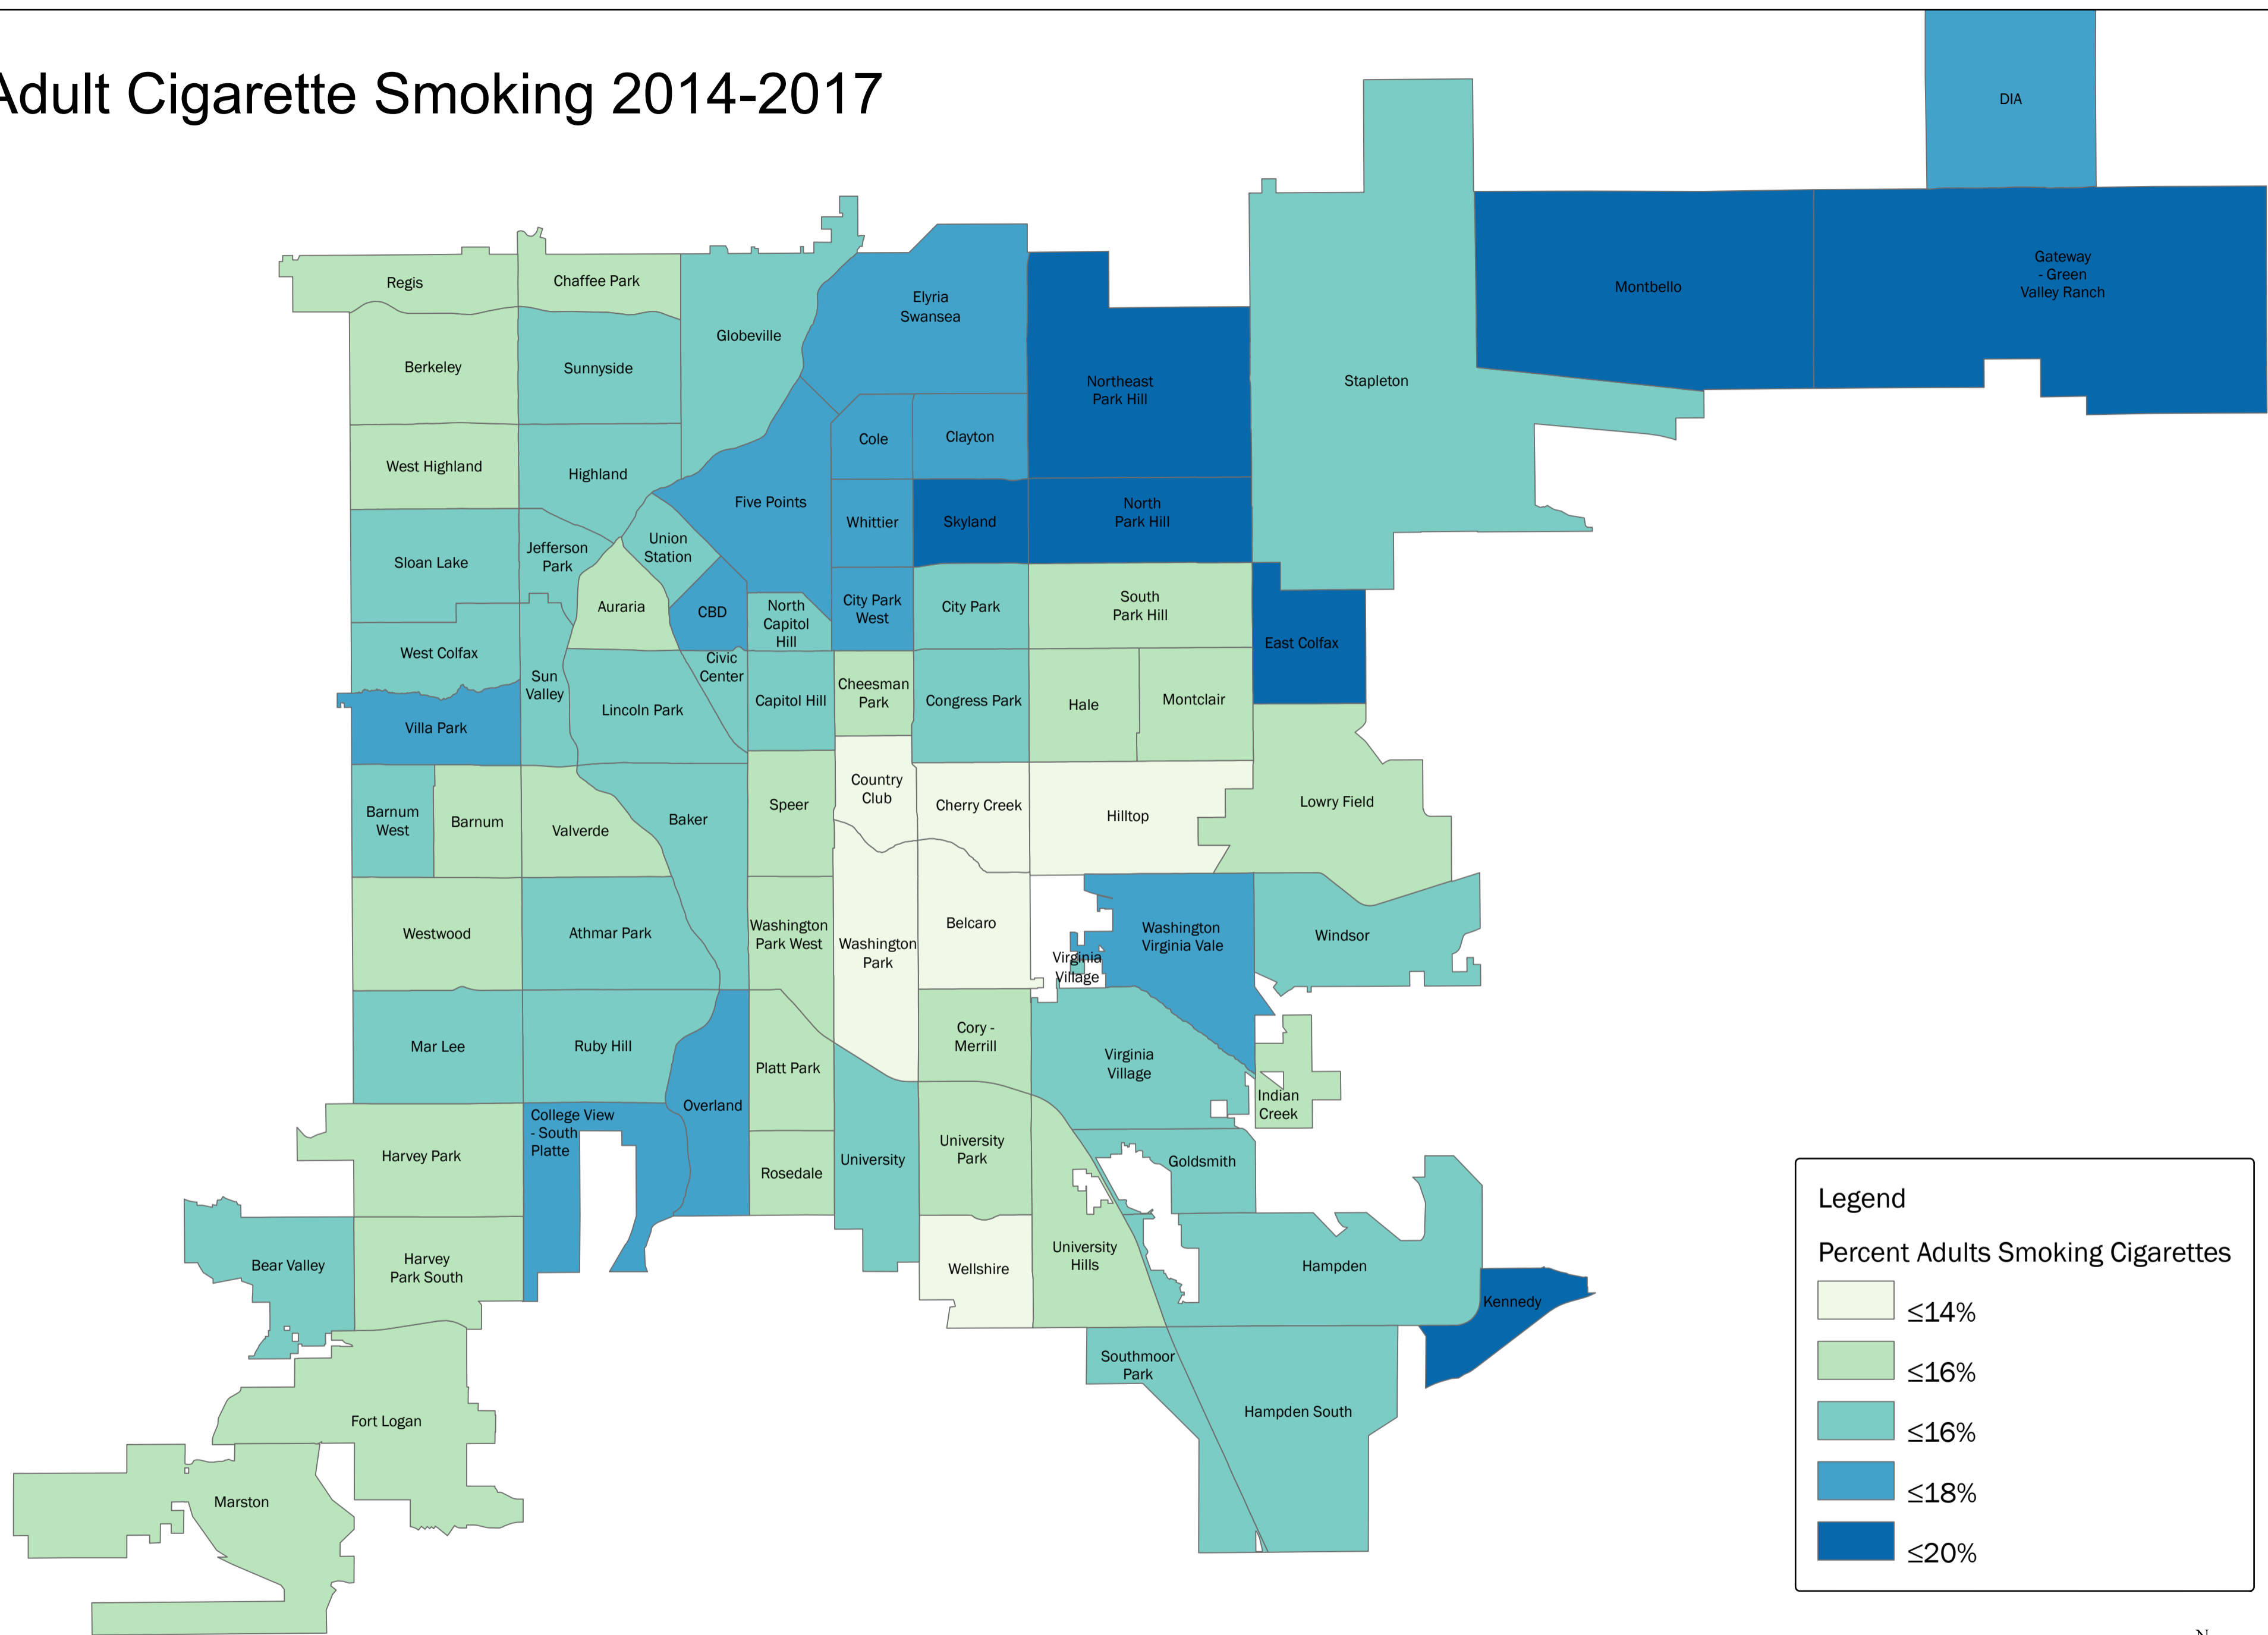 Adult Cigarette Smoking 2014-2017
DIA
Gateway
- Green
Valley Ranch
Montbello
Regis
Chaffee Park
Elyria
Swansea
Globeville
Berkeley
Sunnyside
Northeast
Park Hill
Stapleton
Cole
Clayton
West Highland
Highland
Five Points
Whittier
Skyland
North
Park Hill
Union
Station
Jefferson
Park
Sloan Lake
Auraria
CBD
North
Capitol
Hill
City Park
West
City Park
South
Park Hill
East Colfax
West Colfax
Sun
Valley
Civic
Center
Lincoln Park
Capitol Hill
Cheesman
Park
Congress Park
Hale
Montclair
Villa Park
Country
Club
Cherry Creek
Hilltop
Lowry Field
Barnum
West
Barnum
Valverde
Baker
Speer
Westwood
Athmar Park
Washington
Park West
Washington
Park
Belcaro
Virginia
Village
Washington
Virginia Vale
Windsor
Mar Lee
Ruby Hill
Platt Park
Cory -
Merrill
Virginia
Village
Indian
Creek
Overland
College View
- South
Platte
Harvey Park
Rosedale
University
University
Park
Goldsmith
Bear Valley
Harvey
Park South
Wellshire
University
Hills
Hampden
Kennedy
Southmoor
Park
Hampden South
Fort Logan
Marston
Legend
Percent Adults Smoking Cigarettes
≤14%
≤16%
≤16%
≤18%
≤20%
N